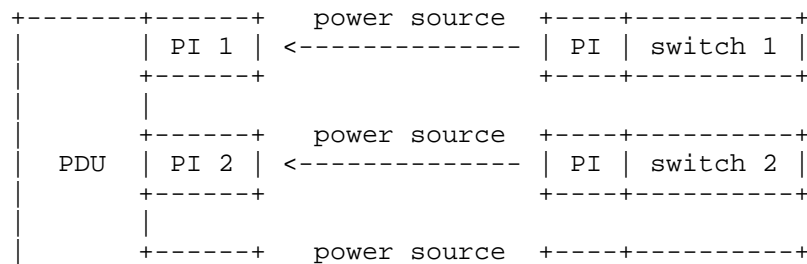 +-------+------+   power source  +----+----------+
|       | PI 1 | <-------------- | PI | switch 1 |
|       +------+                 +----+----------+
|       |
|       +------+   power source  +----+----------+
|  PDU  | PI 2 | <-------------- | PI | switch 2 |
|       +------+                 +----+----------+
|       |
|       +------+   power source  +----+----------+